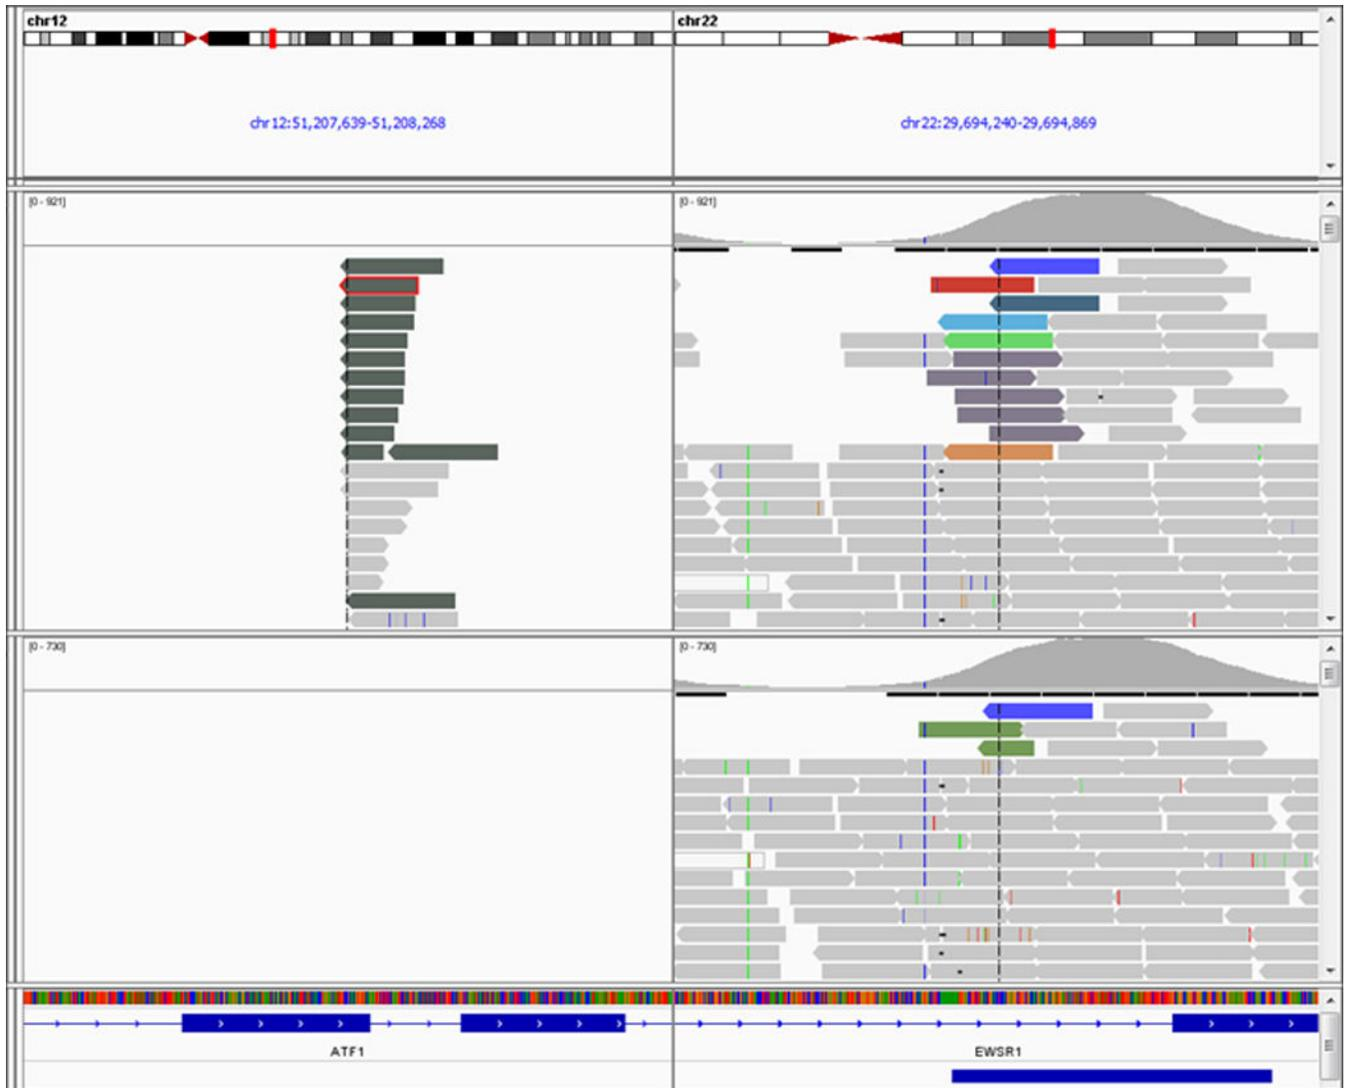 chr12 chr22
chr12:51,207,639-51,208,268 chr22:29,694,240-29,694,869
[0 - 921] [0 - 921]
[0 - 730] [0 - 730]
ATF1 EWSR1